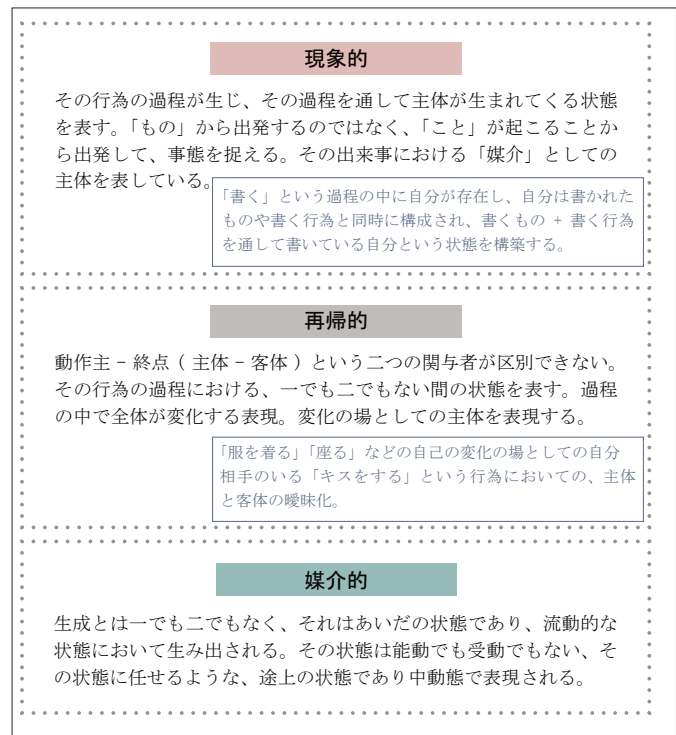 現象的
その行為の過程が生じ、その過程を通して主体が生まれてくる状態
を表す。「もの」から出発するのではなく、「こと」が起こることか
ら出発して、事態を捉える。その出来事における「媒介」としての
主体を表している。
「書く」という過程の中に自分が存在し、自分は書かれた
ものや書く行為と同時に構成され、書くもの + 書く行為
を通して書いている自分という状態を構築する。
再帰的
動作主 – 終点 ( 主体 – 客体 ) という二つの関与者が区別できない。
その行為の過程における、一でも二でもない間の状態を表す。過程
の中で全体が変化する表現。変化の場としての主体を表現する。
「服を着る」「座る」などの自己の変化の場としての自分
相手のいる「キスをする」という行為においての、主体
と客体の曖昧化。
媒介的
生成とは一でも二でもなく、それはあいだの状態であり、流動的な
状態において生み出される。その状態は能動でも受動でもない、そ
の状態に任せるような、途上の状態であり中動態で表現される。